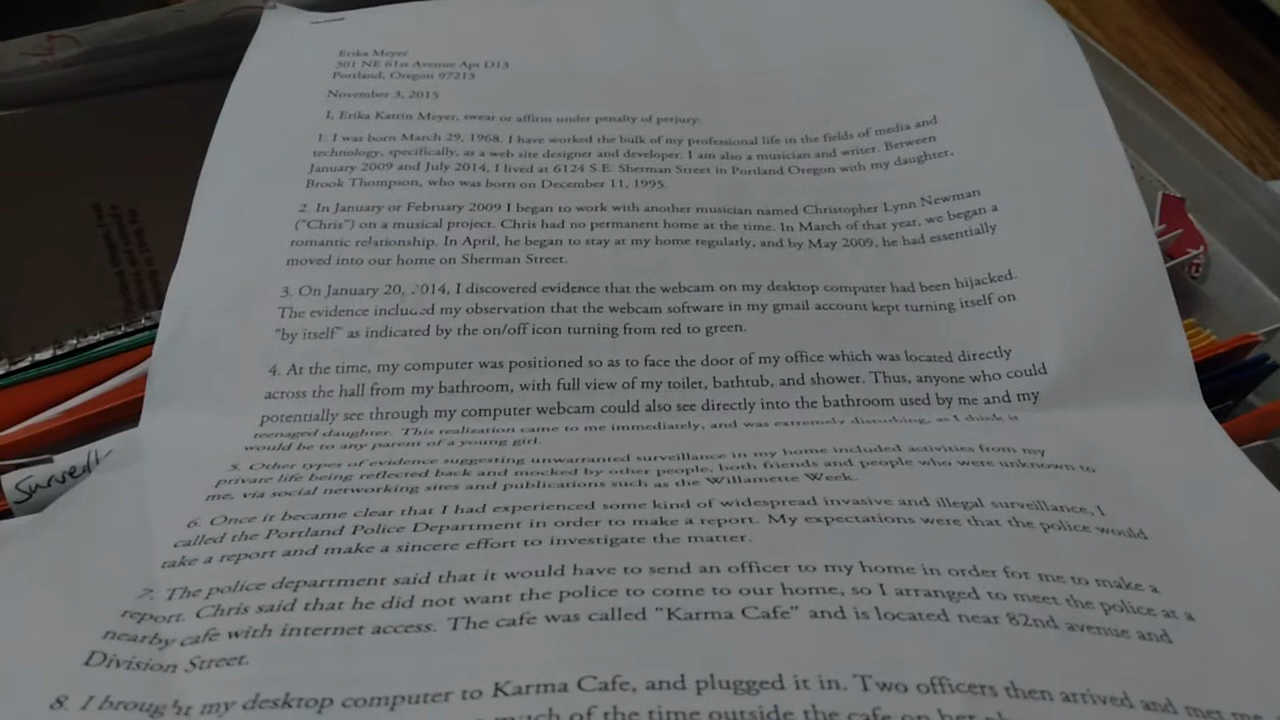 Erika Meyer
301 NE 61st Avenue Apt D13
Portland, Oregon 97213
November 3, 2015
I, Erika Katrin Meyer, swear or affirm under penalty of perjury:
1. I was born March 29, 1968. I have worked the bulk of my professional life in the fields of media and
technology, specifically, as a web site designer and developer. I am also a musician and writer. Between
January 2009 and July 2014, I lived at 6124 S.E. Sherman Street in Portland Oregon with my daughter,
Brook Thompson, who was born on December 11, 1995.
2. In January or February 2009 I began to work with another musician named Christopher Lynn Newman
("Chris") on a musical project. Chris had no permanent home at the time. In March of that year, we began a
romantic relationship. In April, he began to stay at my home regularly, and by May 2009, he had essentially
moved into our home on Sherman Street.
3. On January 20, 2014, I discovered evidence that the webcam on my desktop computer had been hijacked.
The evidence included my observation that the webcam software in my gmail account kept turning itself on
"by itself" as indicated by the on/off icon turning from red to green.
4. At the time, my computer was positioned so as to face the door of my office which was located directly
across the hall from my bathroom, with full view of my toilet, bathtub, and shower. Thus, anyone who could
potentially see through my computer webcam could also see directly into the bathroom used by me and my
teenaged daughter. This realization came to me immediately, and was extremely disturbing, as I think it
would be to any parent of a young girl.
5. Other types of evidence suggesting unwarranted surveillance in my home included activities from my
private life being reflected back and mocked by other people, both friends and people who were unknown to
me, via social networking sites and publications such as the Willamette Week.
6. Once it became clear that I had experienced some kind of widespread invasive and illegal surveillance, I
called the Portland Police Department in order to make a report. My expectations were that the police would
take a report and make a sincere effort to investigate the matter.
7. The police department said that it would have to send an officer to my home in order for me to make a
report. Chris said that he did not want the police to come to our home, so I arranged to meet the police at a
nearby cafe with internet access. The cafe was called "Karma Cafe" and is located near 82nd avenue and
Division Street.
8. I brought my desktop computer to Karma Cafe, and plugged it in. Two officers then arrived and met me
much of the time outside the cafe on her